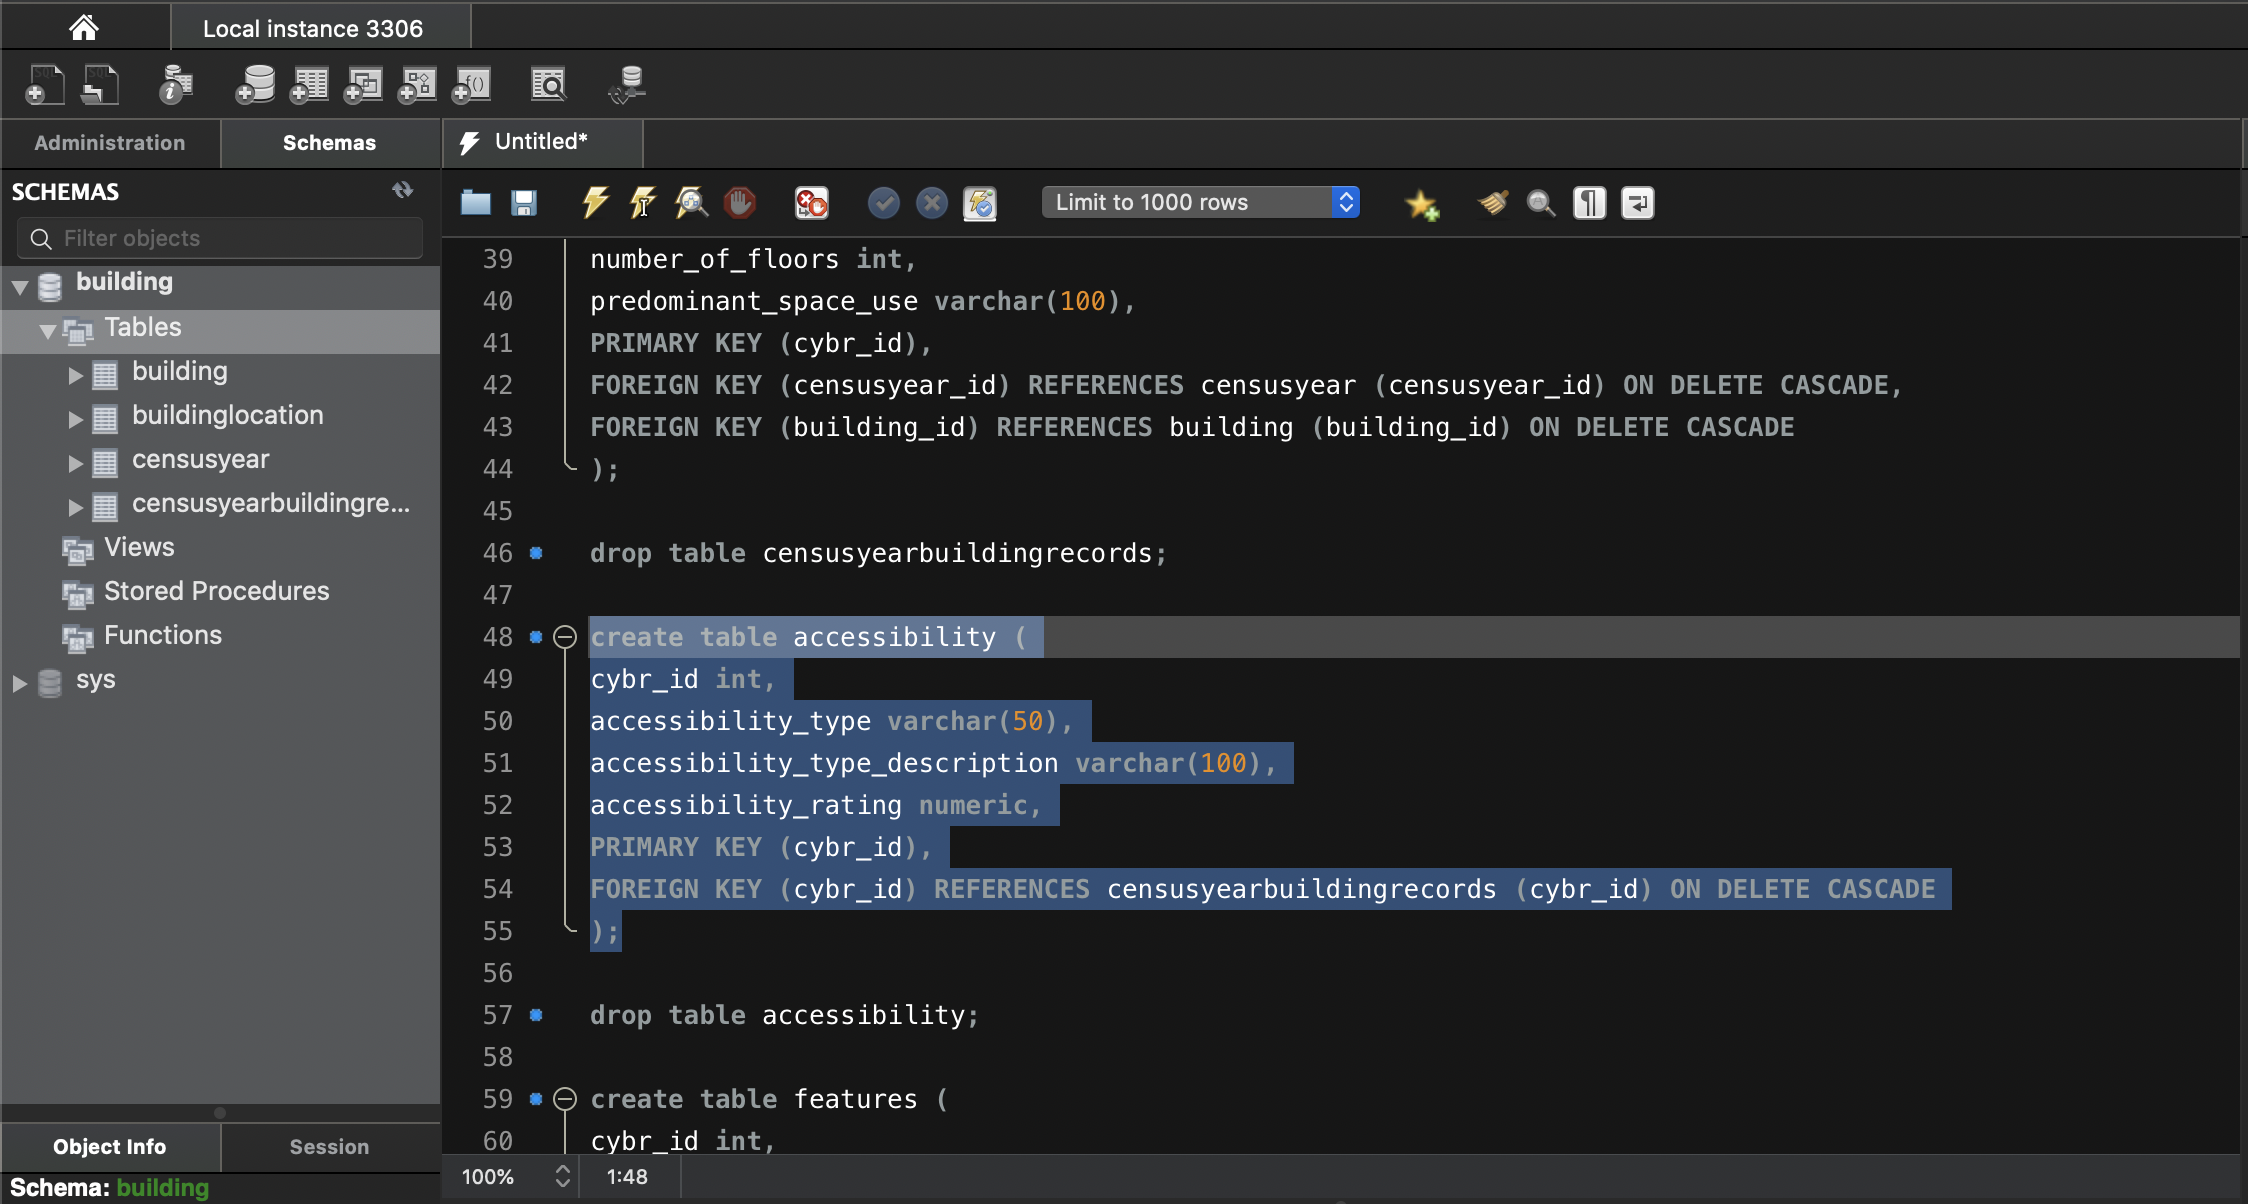 Local instance 3306
Administration
Schemas
Untitled*
SCHEMAS
Filter objects
Limit to 1000 rows
building
Tables
building
buildinglocation
censusyear
censusyearbuildingre...
Views
Stored Procedures
Functions
sys
39 number_of_floors int,
40 predominant_space_use varchar(100),
41 PRIMARY KEY (cybr_id),
42 FOREIGN KEY (censusyear_id) REFERENCES censusyear (censusyear_id) ON DELETE CASCADE,
43 FOREIGN KEY (building_id) REFERENCES building (building_id) ON DELETE CASCADE
44 );
45
46 drop table censusyearbuildingrecords;
47
48 create table accessibility (
49 cybr_id int,
50 accessibility_type varchar(50),
51 accessibility_type_description varchar(100),
52 accessibility_rating numeric,
53 PRIMARY KEY (cybr_id),
54 FOREIGN KEY (cybr_id) REFERENCES censusyearbuildingrecords (cybr_id) ON DELETE CASCADE
55 );
56
57 drop table accessibility;
58
59 create table features (
60 cybr_id int,
Object Info
Session
Schema: building
100%
1:48